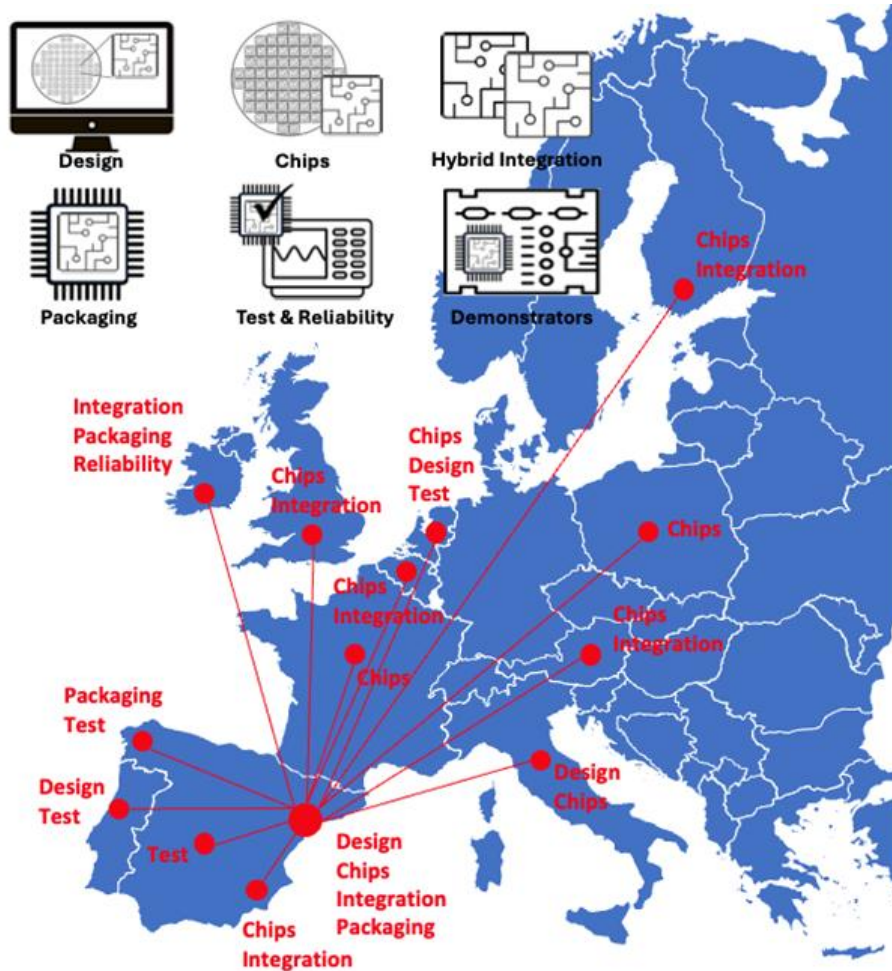 Design
Chips
Hybrid Integration
Packaging
Test & Reliability
Demonstrators
Chips
Integration
Integration
Packaging
Reliability
Chips
Integration
Chips
Design
Test
Chips
Chips
Integration
Chips
Integration
Chips
Packaging
Test
Design
Test
Test
Design
Chips
Design
Chips
Integration
Packaging
Chips
Integration